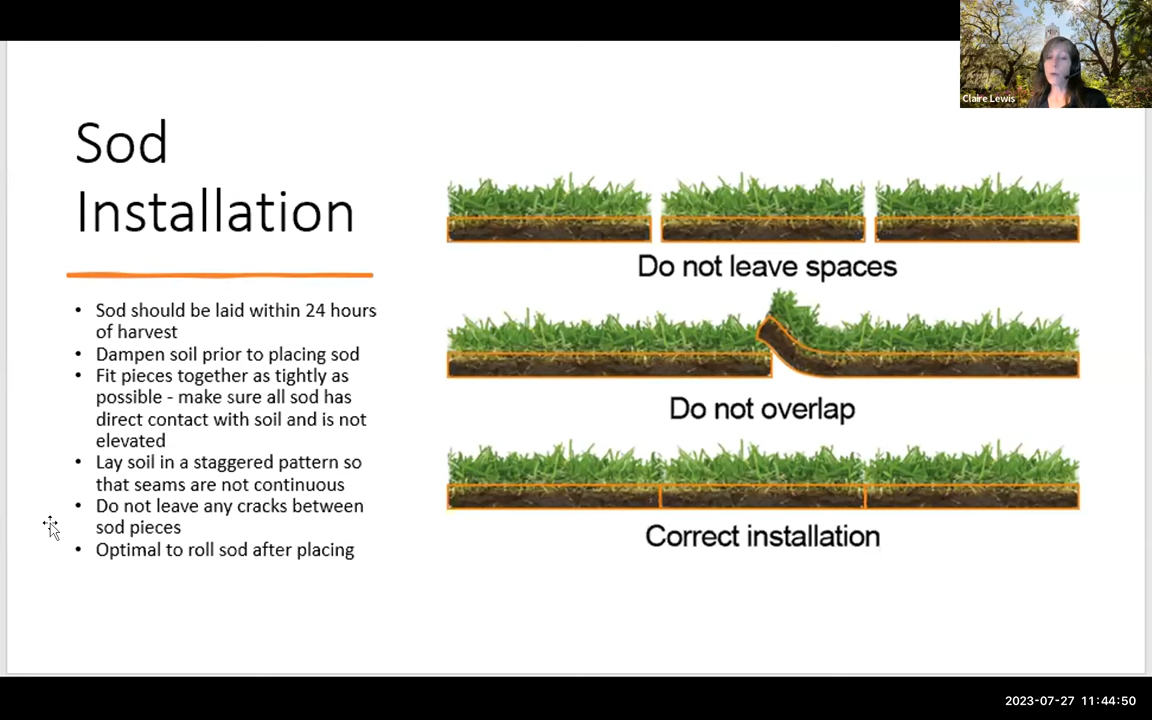 Claire Lewis
Sod
Installation
• Sod should be laid within 24 hours
of harvest
• Dampen soil prior to placing sod
• Fit pieces together as tightly as
possible - make sure all sod has
direct contact with soil and is not
elevated
• Lay soil in a staggered pattern so
that seams are not continuous
• Do not leave any cracks between
sod pieces
• Optimal to roll sod after placing
Do not leave spaces
Do not overlap
Correct installation
2023-07-27 11:44:50